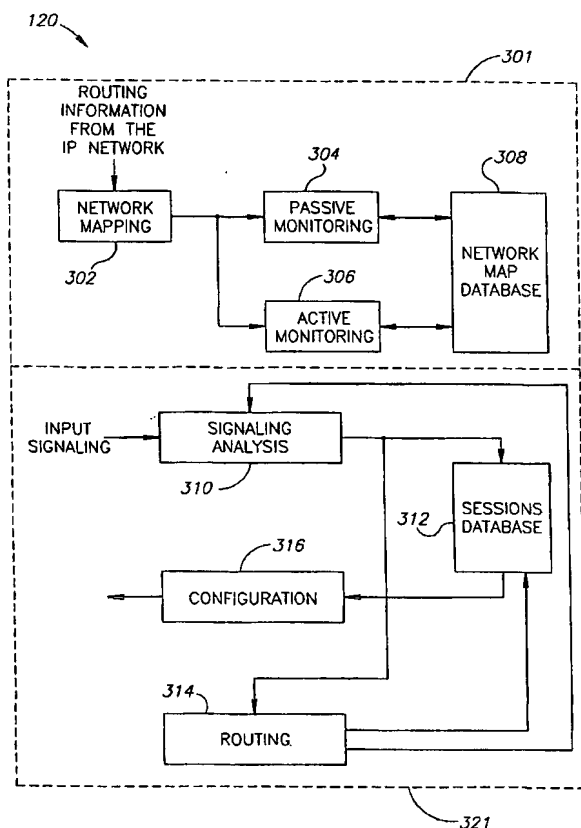 120
301
ROUTING
INFORMATION
FROM THE
IP NETWORK
304
308
NETWORK
MAPPING
302
PASSIVE
MONITORING
NETWORK
MAP
DATABASE
306
ACTIVE
MONITORING
INPUT
SIGNALING
SIGNALING
ANALYSIS
310
312
SESSIONS
DATABASE
316
CONFIGURATION
314
ROUTING
321